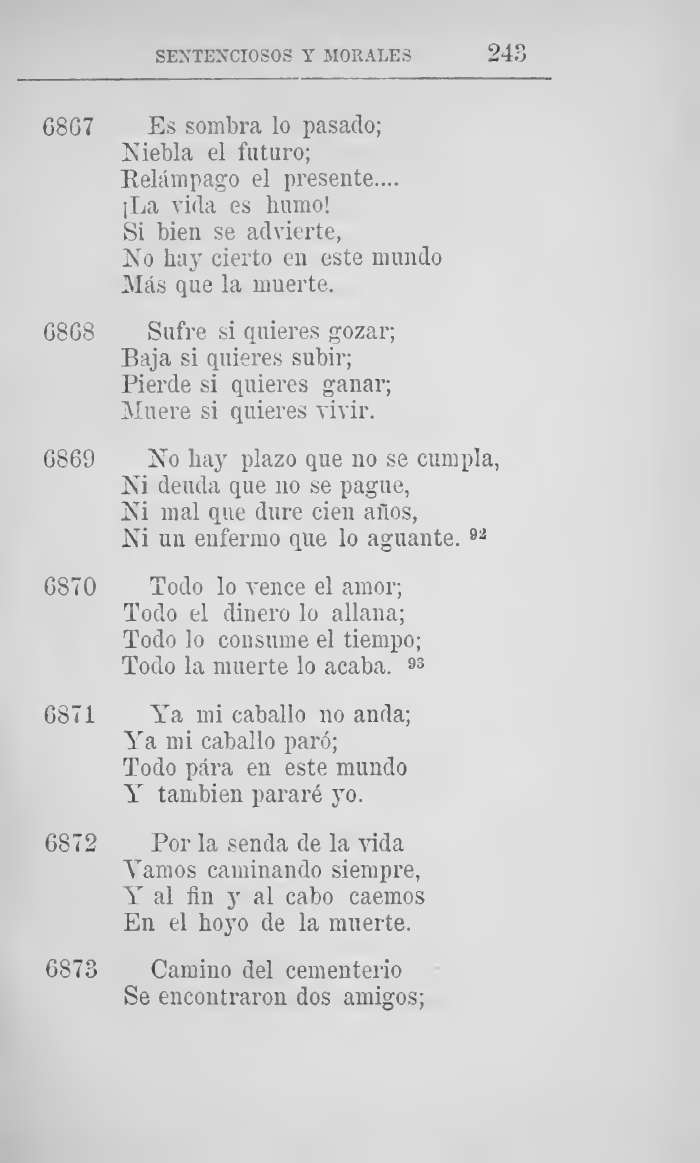 SENTENCIOSOS Y MORALES 243
6867 Es sombra lo pasado;
Niebla el futuro;
Relámpago el presente....
¡La vida es humo!
Si bien se advierte,
No hay cierto en este mundo
Más que la muerte.
6868 Sufre si quieres gozar;
Baja si quieres subir;
Pierde si quieres ganar;
Muere si quieres vivir.
6869 No hay plazo que no se cumpla,
Ni deuda que no se pague,
Ni mal que dure cien años,
Ni un enfermo que lo aguante. 92
6870 Todo lo vence el amor;
Todo el dinero lo allana;
Todo lo consume el tiempo;
Todo la muerte lo acaba. 93
6871 Ya mi caballo no anda;
Ya mi caballo paró;
Todo pára en este mundo
Y tambien pararé yo.
6872 Por la senda de la vida
Vamos caminando siempre,
Y al fin y al cabo caemos
En el hoyo de la muerte.
6873 Camino del cementerio
Se encontraron dos amigos;